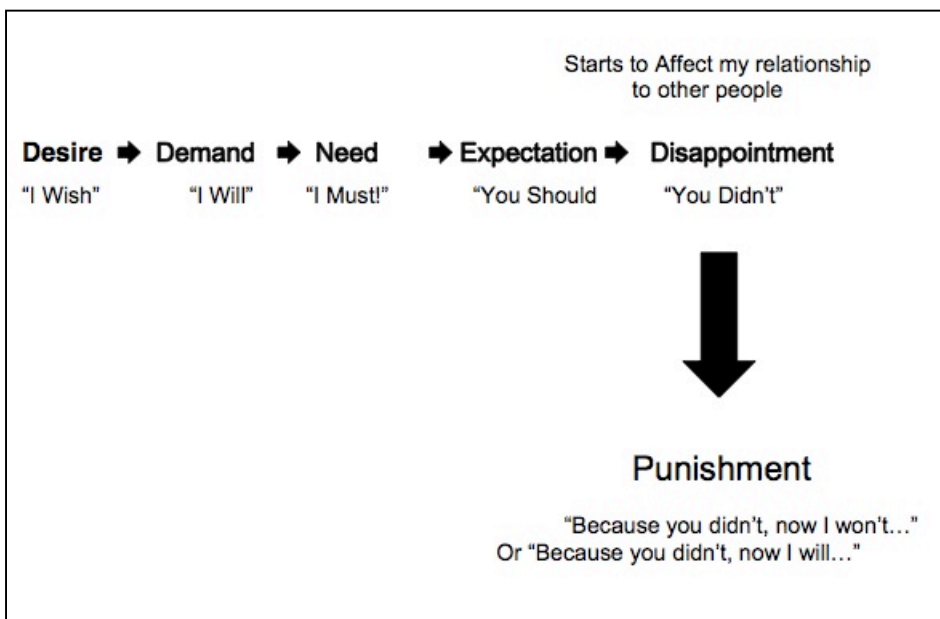 Starts to Affect my relationship
to other people
Desire Demand Need Expectation Disappointment
“I Wish” “I Will” “I Must!” “You Should “You Didn’t”
Punishment
“Because you didn’t, now I won’t…”
Or “Because you didn’t, now I will…”